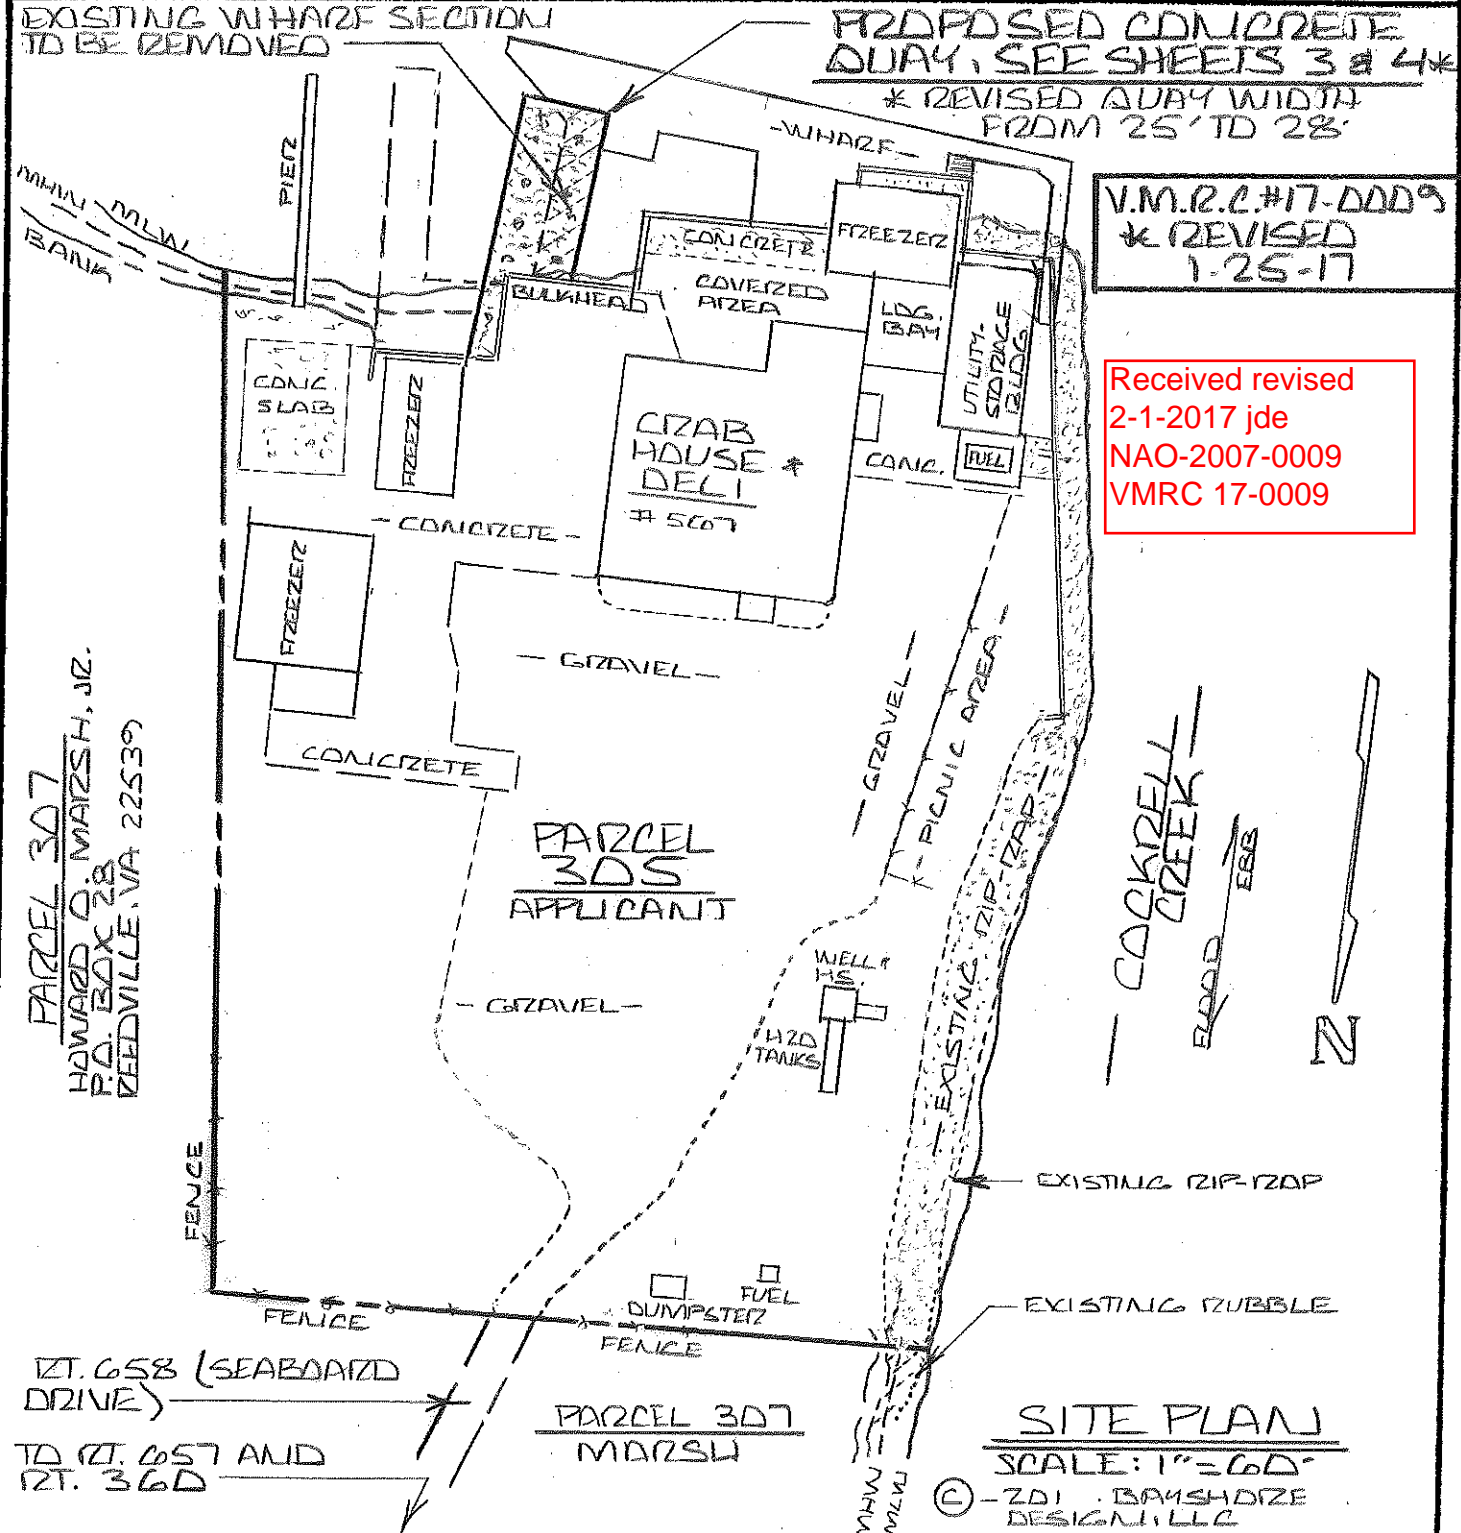 EXISTING WHARF SECTION
TO BE REMOVED
PROPOSED CONCRETE
QUAY, SEE SHEETS 3 & 4*
* REVISED QUAY WIDTH
FROM 25' TO 28'
V.M.R.C.#17-0009
* REVISED
1-25-17
Received revised
2-1-2017 jde
NAO-2007-0009
VMRC 17-0009
MHW
MLW
BANK
PIER
-WHARF-
CONCRETE
COVERED
AREA
FREEZER
BULKHEAD
LDG.
BAY
UTILITY-
STORAGE
BLDG.
CONC.
SLAB
FREEZER
CRAB
HOUSE &
DELI
# 567
CONC.
FUEL
- CONCRETE -
FREEZER
- GRAVEL -
- GRAVEL -
- PICNIC AREA -
CONCRETE
PARCEL 307
HOWARD O. MARSH, JR.
P.O. BOX 28
REEDVILLE, VA 22539
PARCEL
305
APPLICANT
- EXISTING RIP-RAP -
- COCKRELL
CREEK -
EBB
FLOOD
N
WELL &
HS.
H2O
TANKS
- GRAVEL -
FENCE
EXISTING RIP-RAP
DUMPSTER
FUEL
EXISTING RUBBLE
FENCE
FENCE
RT. 658 (SEABOARD
DRIVE)
TO RT. 657 AND
RT. 360
PARCEL 307
MARSH
MHW
MLW
SITE PLAN
SCALE: 1"=60'
© -201 . BAYSHORE
DESIGN, LLC